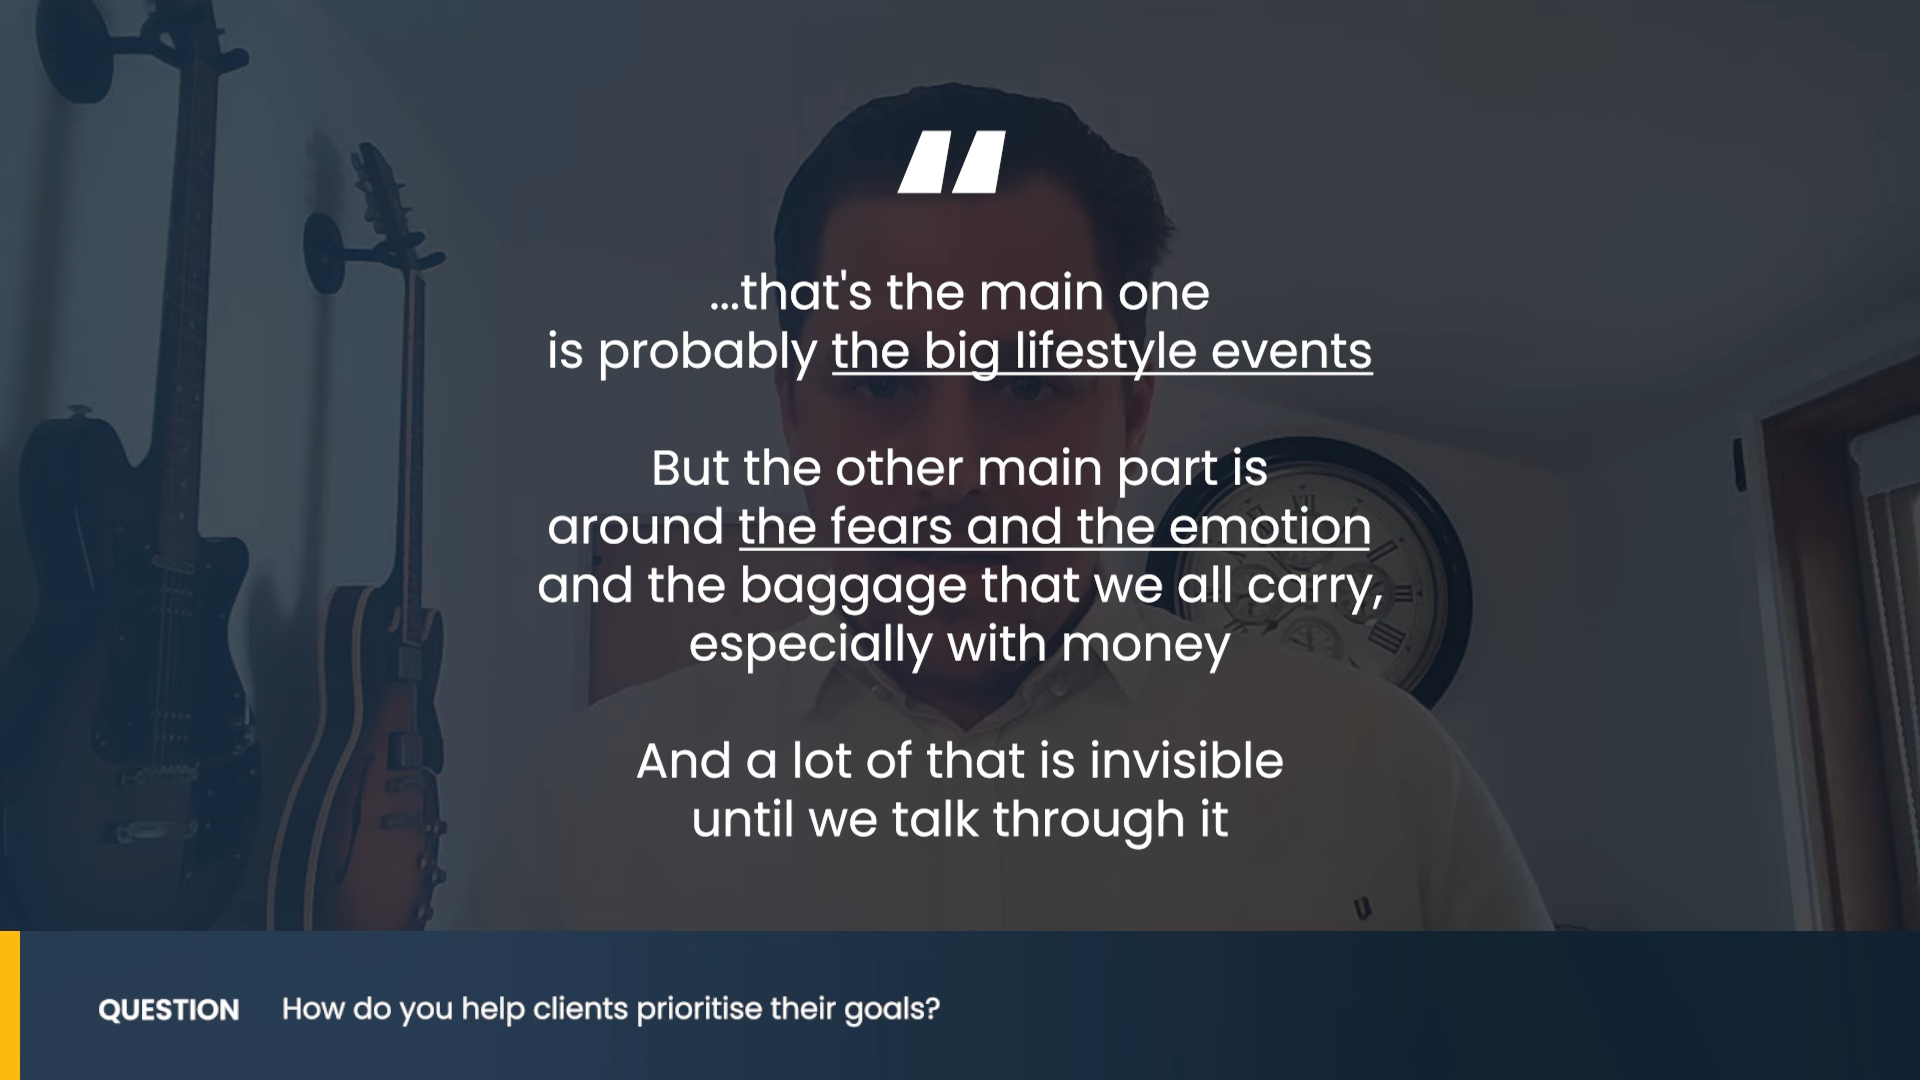 ...that's the main one
is probably the big lifestyle events
But the other main part is
around the fears and the emotion
and the baggage that we all carry,
especially with money
And a lot of that is invisible
until we talk through it
QUESTION How do you help clients prioritise their goals?